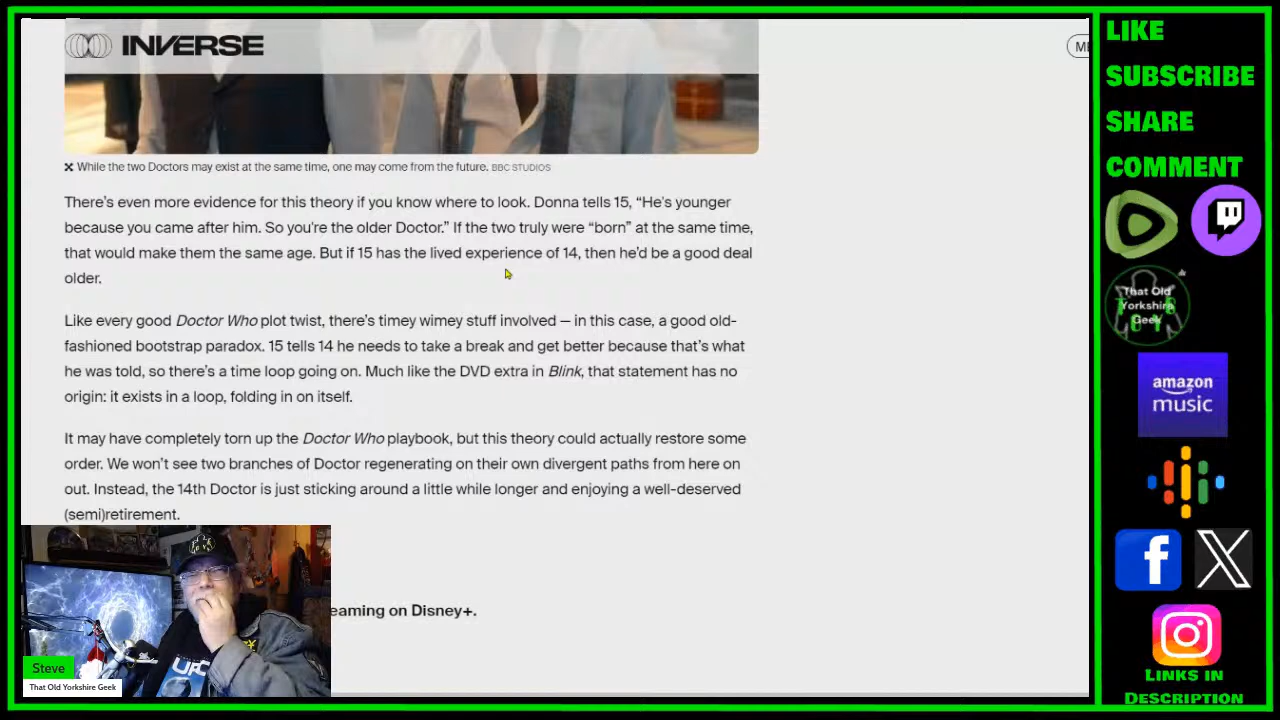 INVERSE
ME
While the two Doctors may exist at the same time, one may come from the future. BBC STUDIOS
There's even more evidence for this theory if you know where to look. Donna tells 15, “He's younger
because you came after him. So you're the older Doctor.” If the two truly were “born” at the same time,
that would make them the same age. But if 15 has the lived experience of 14, then he'd be a good deal
older.
Like every good Doctor Who plot twist, there's timey wimey stuff involved — in this case, a good old-
fashioned bootstrap paradox. 15 tells 14 he needs to take a break and get better because that's what
he was told, so there's a time loop going on. Much like the DVD extra in Blink, that statement has no
origin: it exists in a loop, folding in on itself.
It may have completely torn up the Doctor Who playbook, but this theory could actually restore some
order. We won't see two branches of Doctor regenerating on their own divergent paths from here on
out. Instead, the 14th Doctor is just sticking around a little while longer and enjoying a well-deserved
(semi)retirement.
eaming on Disney+.
Steve
That Old Yorkshire Geek
LIKE
SUBSCRIBE
SHARE
COMMENT
That Old
Yorkshire
Geek
amazon
music
LINKS IN
DESCRIPTION